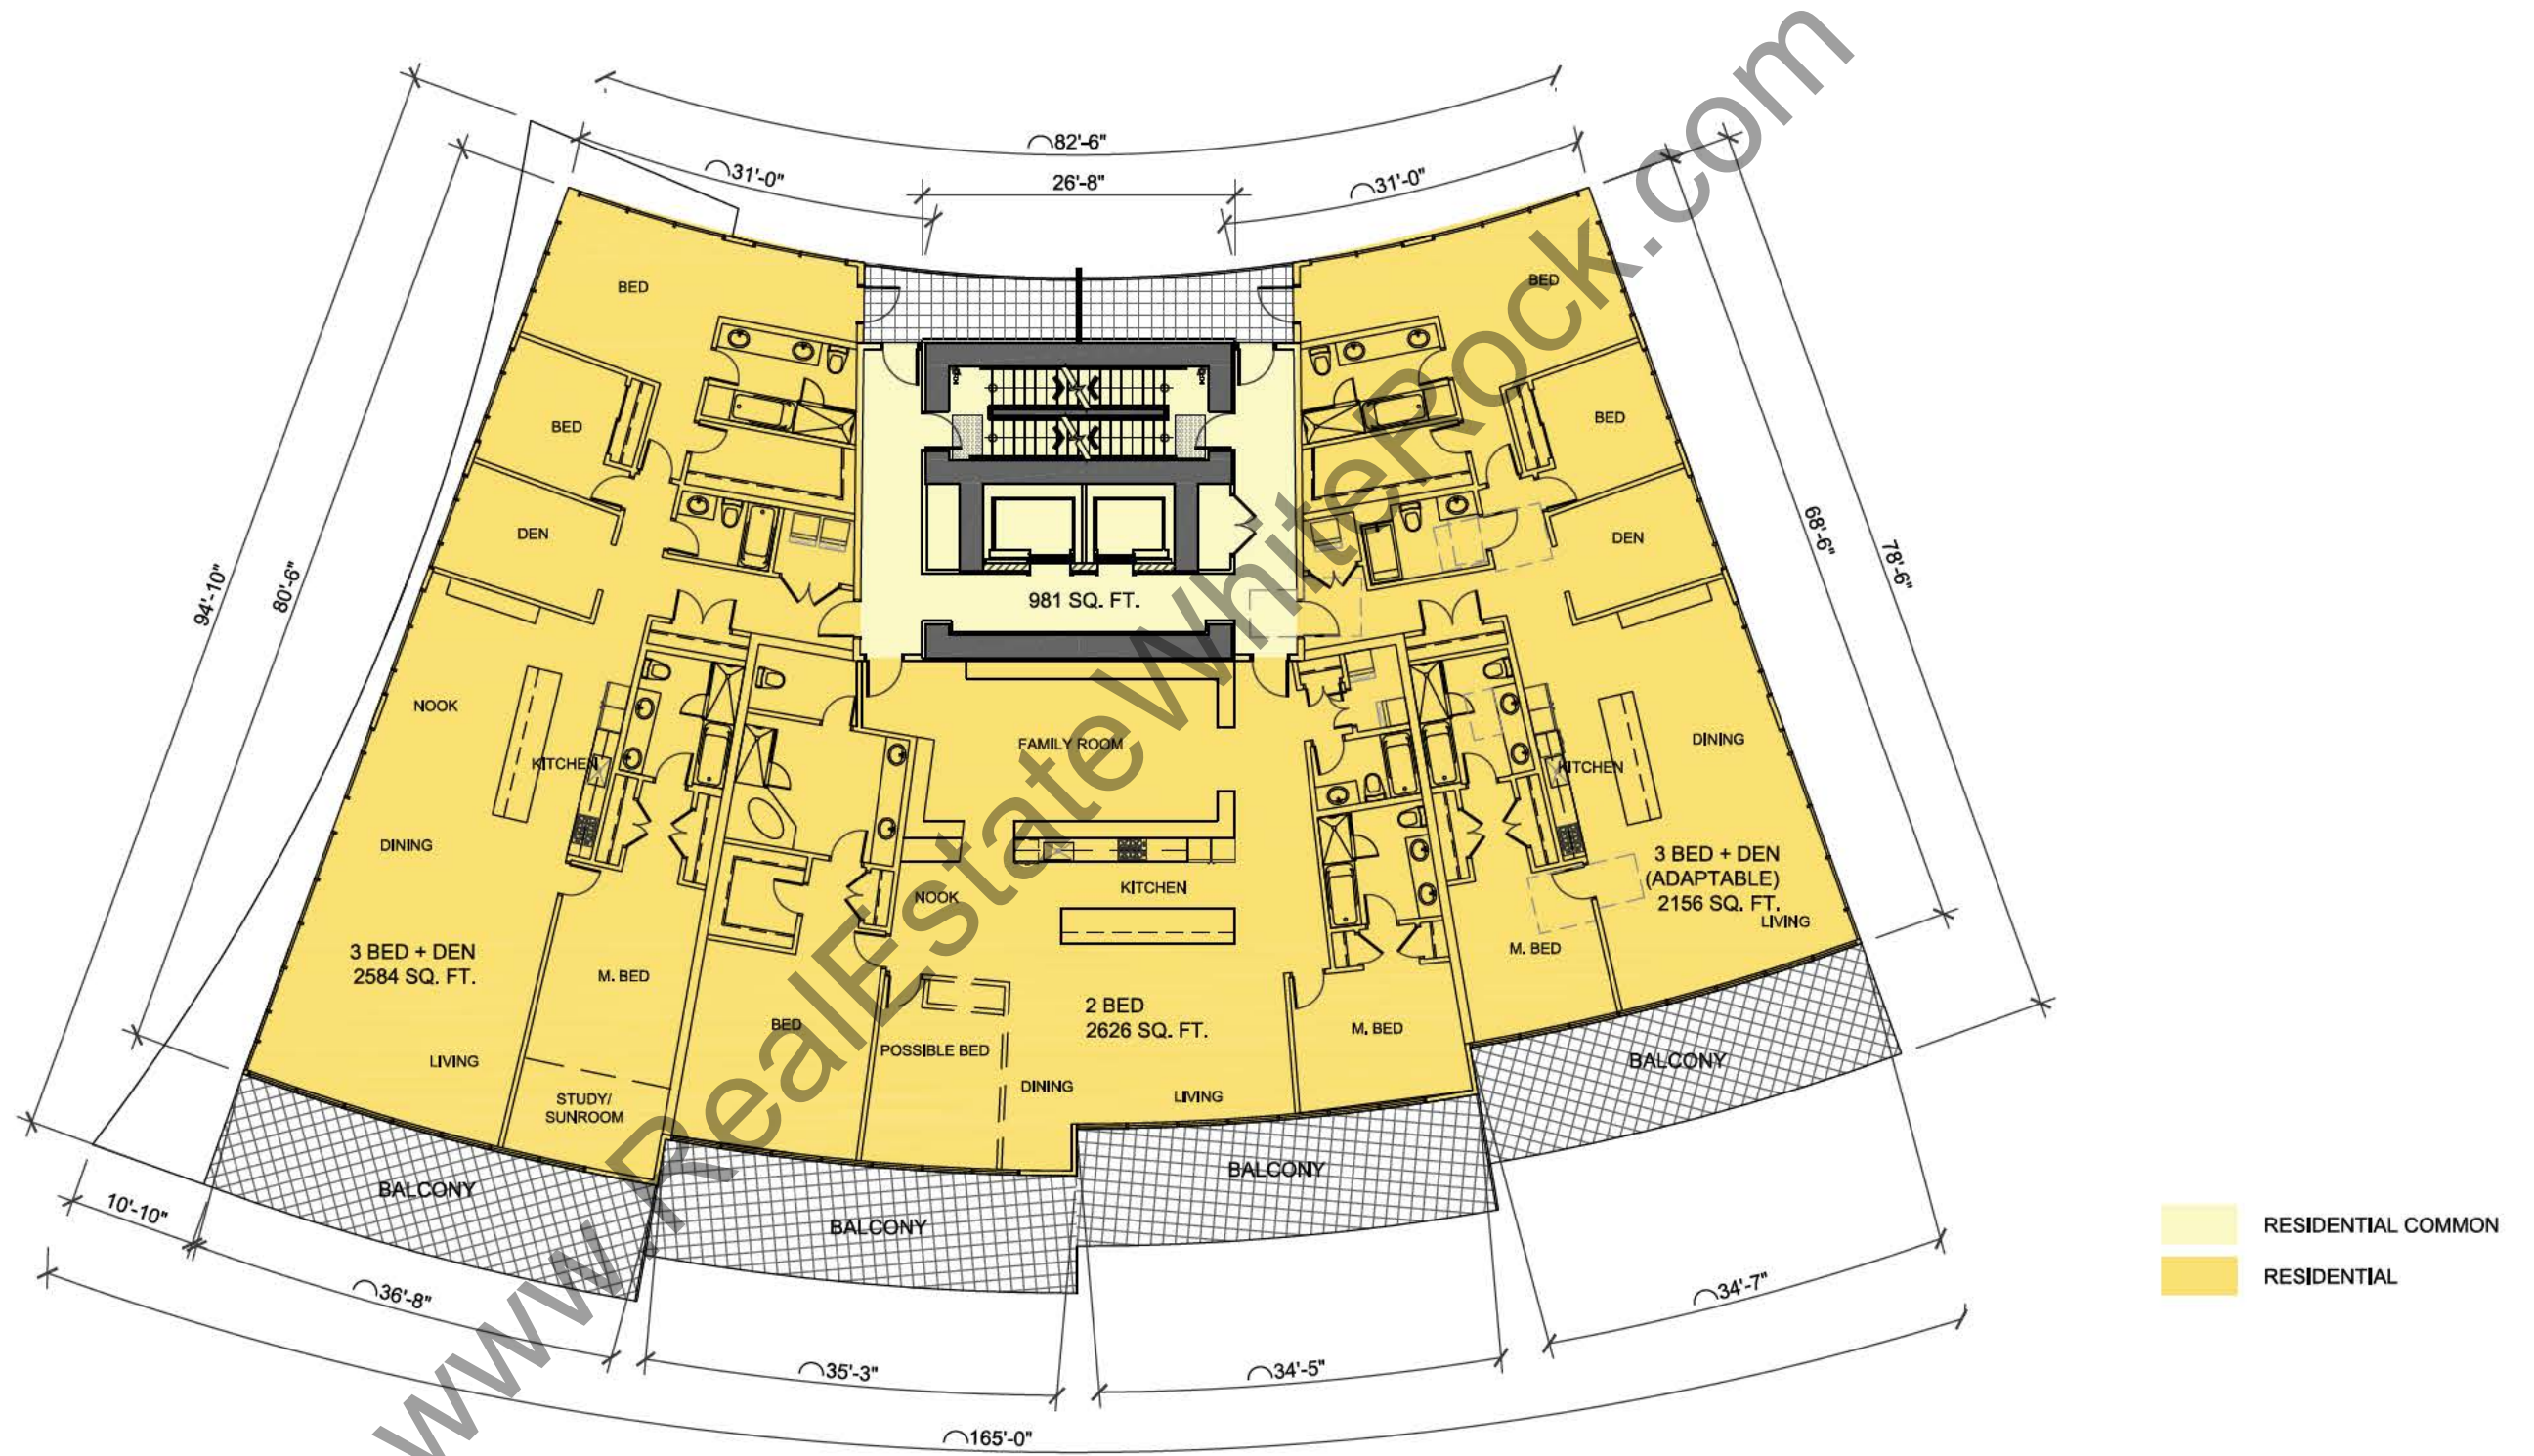 ⌒82'-6"
⌒31'-0"
26'-8"
⌒31'-0"
94'-10"
80'-6"
68'-6"
78'-6"
BED
BED
DEN
NOOK
KITCHEN
DINING
3 BED + DEN
2584 SQ. FT.
M. BED
LIVING
STUDY/
SUNROOM
BALCONY
981 SQ. FT.
FAMILY ROOM
NOOK
KITCHEN
BED
POSSIBLE BED
2 BED
2626 SQ. FT.
DINING
LIVING
M. BED
BALCONY
BALCONY
BED
BED
DEN
DINING
KITCHEN
3 BED + DEN
(ADAPTABLE)
2156 SQ. FT.
LIVING
M. BED
BALCONY
10'-10"
⌒36'-8"
⌒35'-3"
⌒34'-5"
⌒34'-7"
⌒165'-0"
RESIDENTIAL COMMON
RESIDENTIAL
www.RealEstateWhiteRock.com